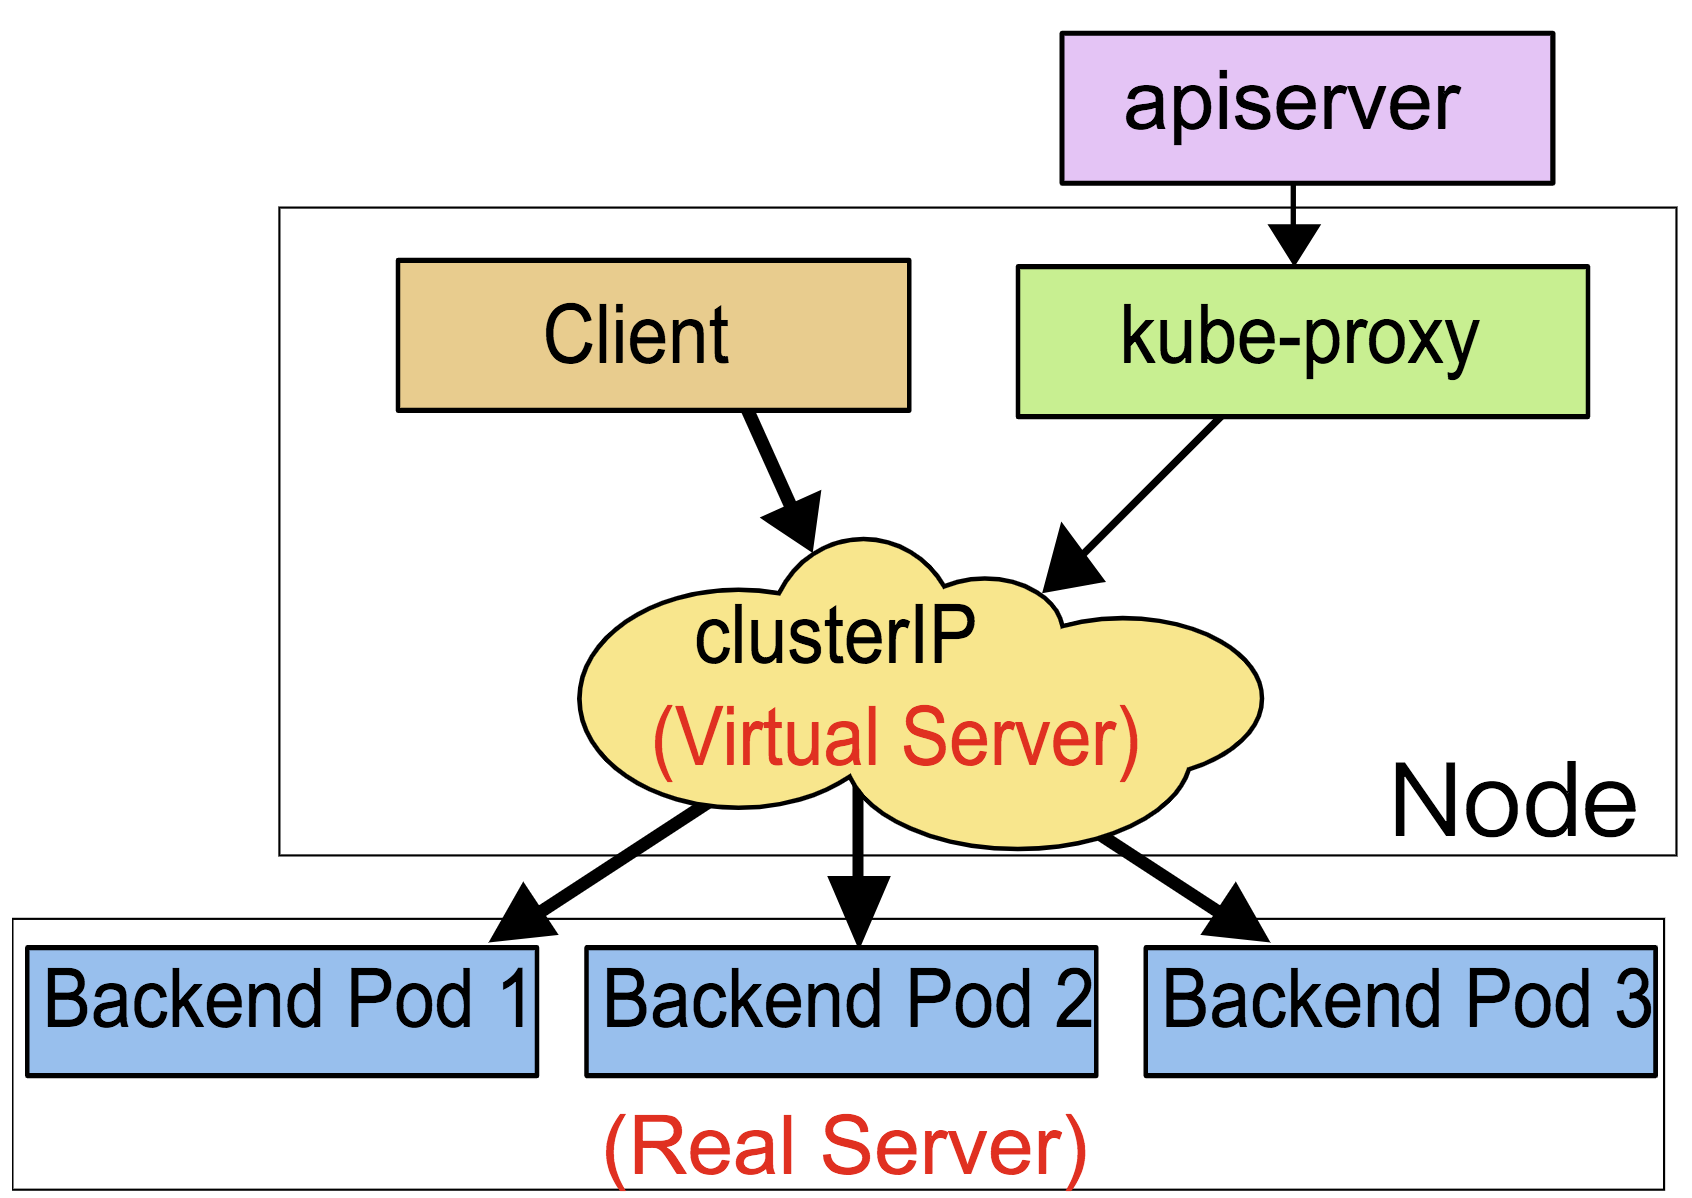 apiserver
Client
kube-proxy
clusterIP
(Virtual Server)
Node
Backend Pod 1
Backend Pod 2
Backend Pod 3
(Real Server)